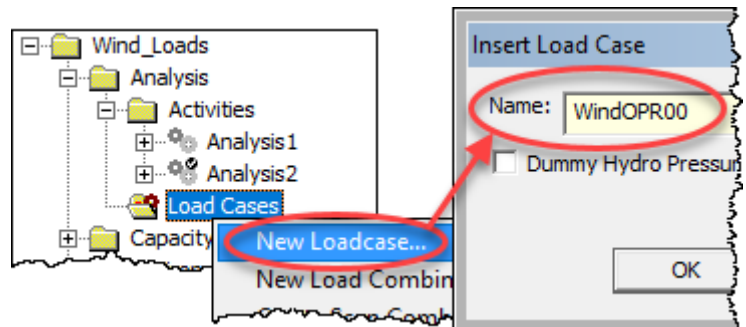 Wind_Loads
Analysis
Activities
Analysis1
Analysis2
Load Cases
Capacity
New Loadcase...
New Load Combin
Insert Load Case
Name: WindOPR00
Dummy Hydro Pressur
OK